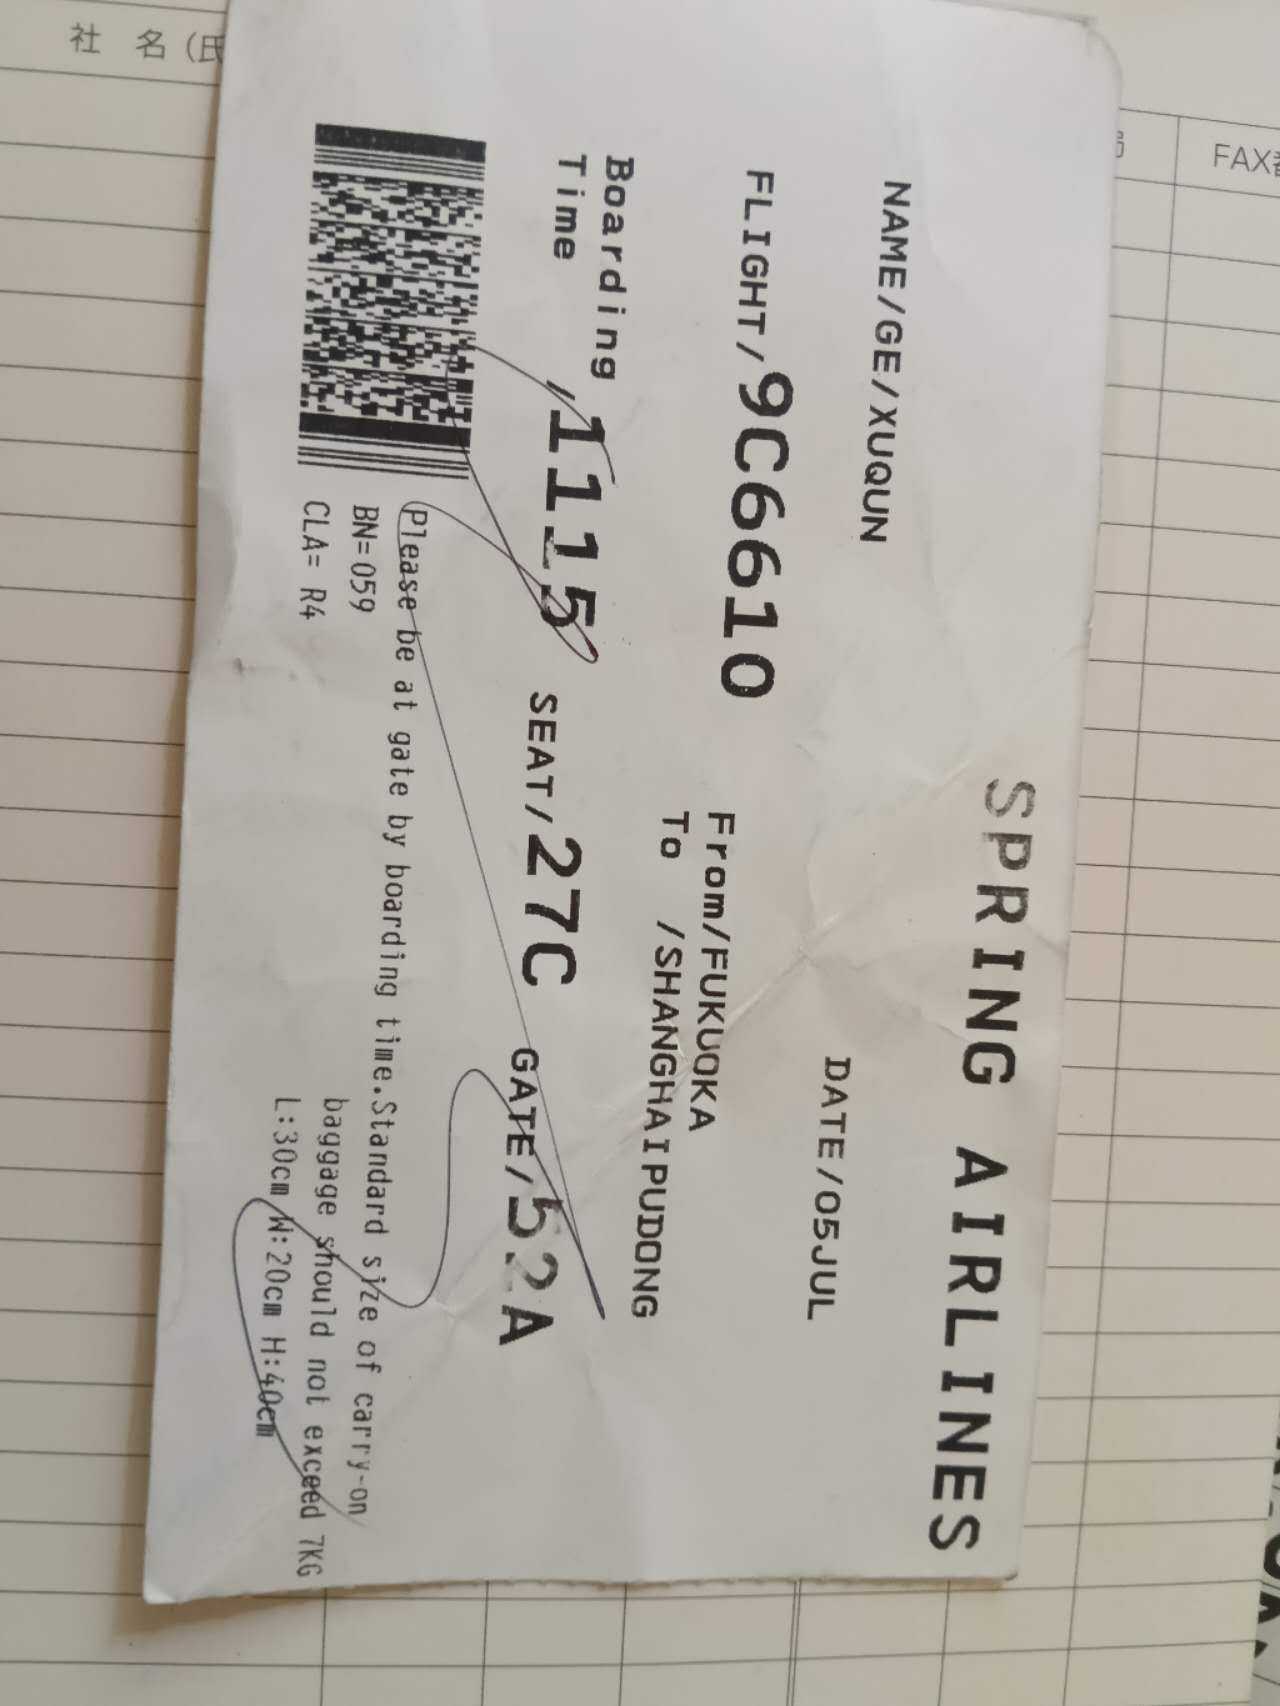 社 名（氏
FAX番
SPRING AIRLINES
NAME/GE/XUQUN
DATE/05JUL
FLIGHT/9C6610
From/FUKUOKA
To /SHANGHAIPUDONG
Boarding
Time /1115 SEAT/27C GATE/52A
Please be at gate by boarding time.Standard size of carry-on
BN=059
baggage should not exceed 7KG
CLA= R4
L:30cm W:20cm H:40cm